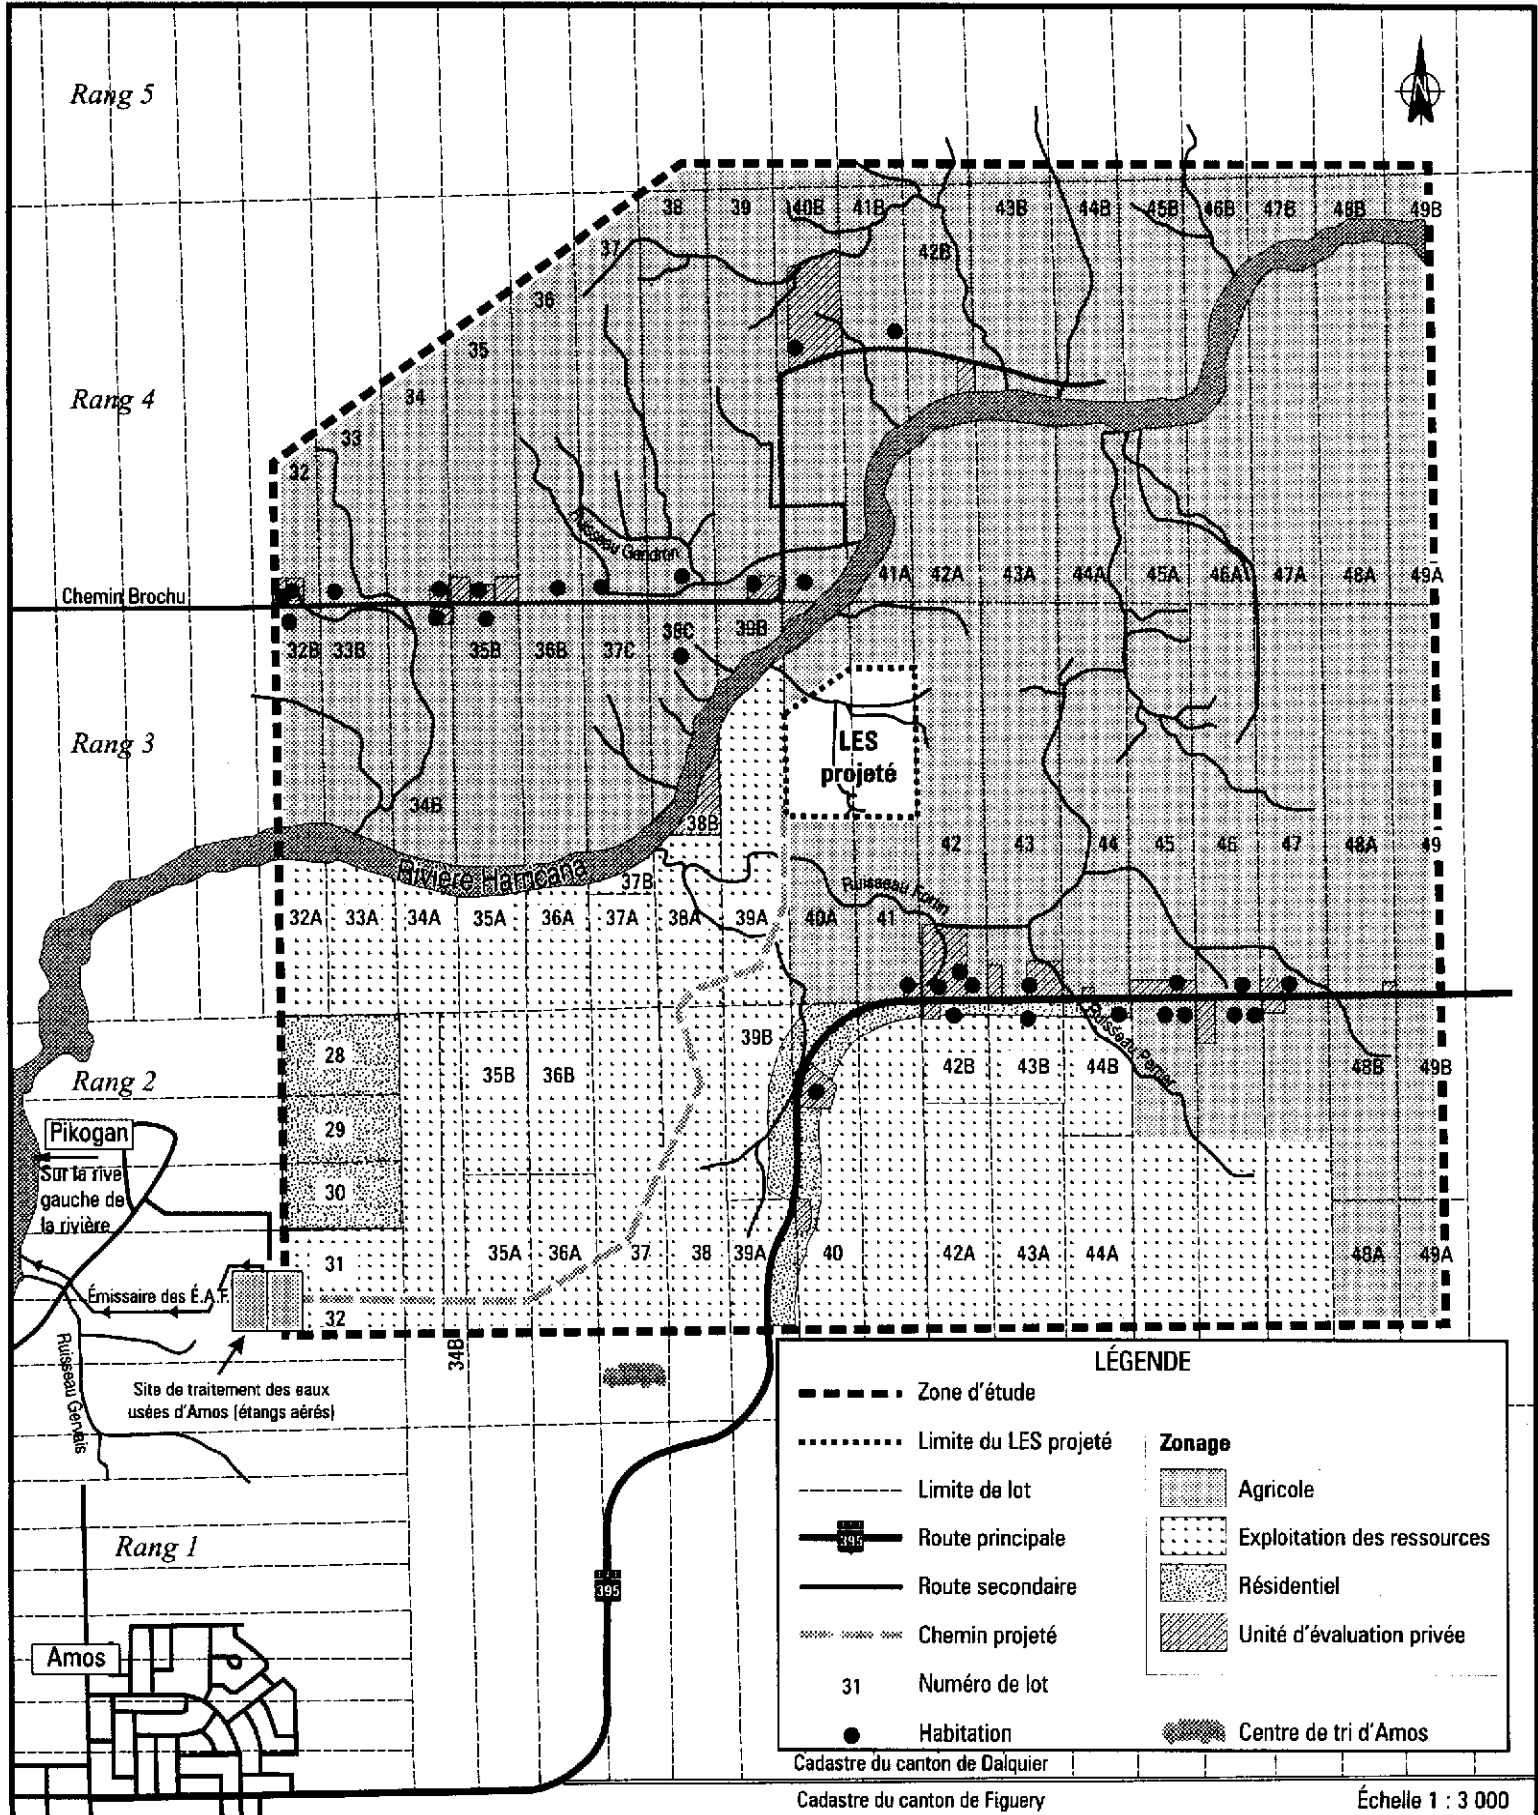 Rang 5
N
38 39 40B 41B 43B 44B 45B 46B 47B 48B 49B
37 42B
36
35
Rang 4
34
33
32
Ruisseau Gendron
41A 42A 43A 44A 45A 46A 47A 48A 49A
Chemin Brochu
32B 33B 35B 36B 37C 38C 39B
Rang 3
LES
projeté
34B
38B
42 43 44 45 46 47 48A 49
Rivière Harricana
37B
Ruisseau Fortin
32A 33A 34A 35A 36A 37A 38A 39A 40A 41
39B
Ruisseau Perrier
28
35B 36B 42B 43B 44B 48B 49B
Rang 2
29
Pikogan
Sur la rive
gauche de
la rivière
30
31
35A 36A 37 38 39A 40 42A 43A 44A 48A 49A
Émissaire des É.A.F.
32
34B
Ruisseau Gervais
Site de traitement des eaux
usées d'Amos (étangs aérés)
Rang 1
395
Amos
LÉGENDE
Zone d'étude
Limite du LES projeté
Limite de lot
395 Route principale
Route secondaire
Chemin projeté
31 Numéro de lot
Habitation
Zonage
Agricole
Exploitation des ressources
Résidentiel
Unité d'évaluation privée
Centre de tri d'Amos
Cadastre du canton de Dalquier
Cadastre du canton de Figuery
Échelle 1 : 3 000